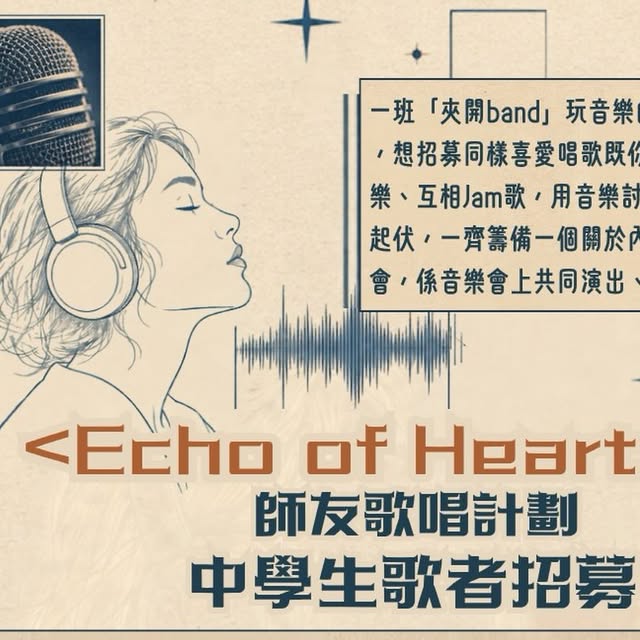 一班「夾開band」玩音樂
，想招募同樣喜愛唱歌既你
樂、互相Jam歌，用音樂討
起伏，一齊籌備一個關於內
會，係音樂會上共同演出、
<Echo of Heart
師友歌唱計劃
中學生歌者招募